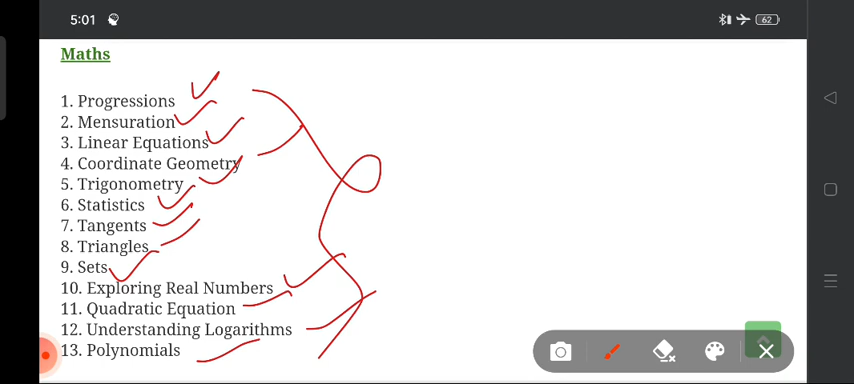 5:01
62
Maths
1. Progressions
2. Mensuration
3. Linear Equations
4. Coordinate Geometry
5. Trigonometry
6. Statistics
7. Tangents
8. Triangles
9. Sets
10. Exploring Real Numbers
11. Quadratic Equation
12. Understanding Logarithms
13. Polynomials